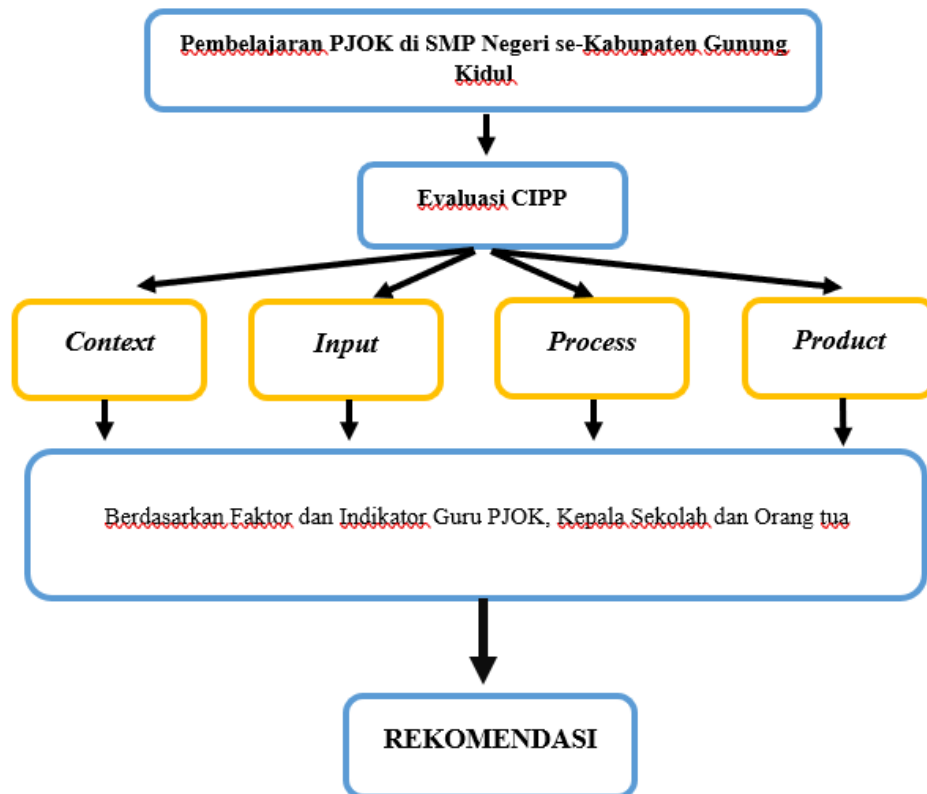 Pembelajaran PJOK di SMP Negeri se-Kabupaten Gunung
Kidul
Evaluasi CIPP
Context
Input
Process
Product
Berdasarkan Faktor dan Indikator Guru PJOK, Kepala Sekolah dan Orang tua
REKOMENDASI